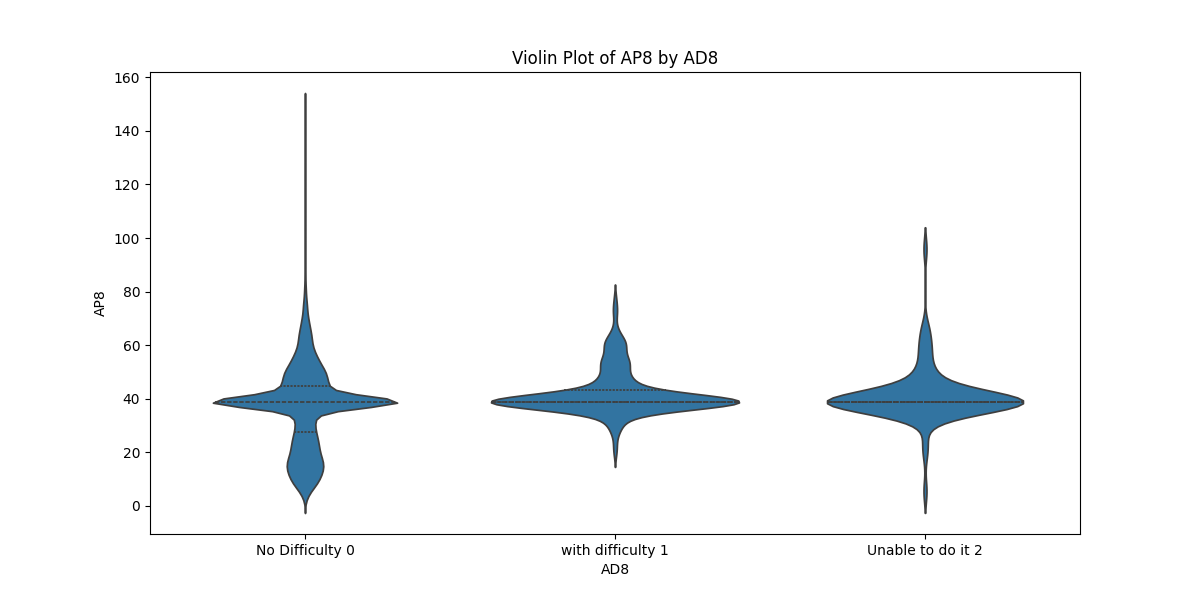 Violin Plot of AP8 by AD8
160
140
120
100
80
60
40
20
0
AP8
No Difficulty 0
with difficulty 1
Unable to do it 2
AD8